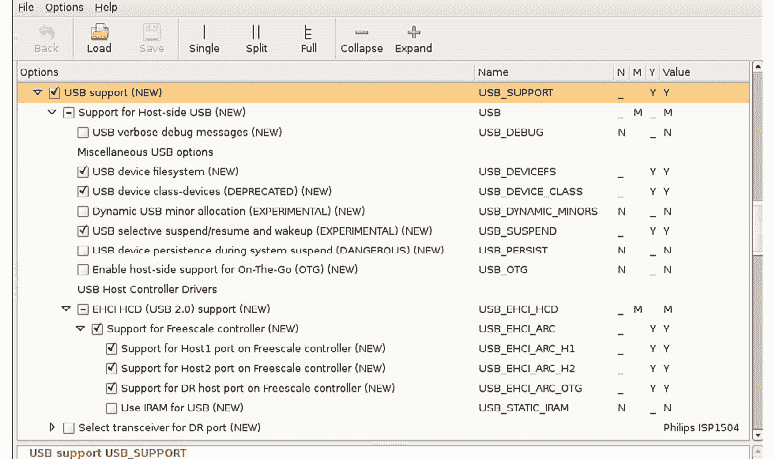 File Options Help
Back Load Save Single Split Full Collapse Expand
Options Name N M Y Value
USB support (NEW) USB_SUPPORT _ Y Y
Support for Host-side USB (NEW) USB _ M _ M
USB verbose debug messages (NEW) USB_DEBUG N _ N
Miscellaneous USB options
USB device filesystem (NEW) USB_DEVICEFS _ Y Y
USB device class-devices (DEPRECATED) (NEW) USB_DEVICE_CLASS _ Y Y
Dynamic USB minor allocation (EXPERIMENTAL) (NEW) USB_DYNAMIC_MINORS N _ N
USB selective suspend/resume and wakeup (EXPERIMENTAL) (NEW) USB_SUSPEND _ Y Y
USB device persistence during system suspend (DANGEROUS) (NEW) USB_PERSIST N _ N
Enable host-side support for On-The-Go (OTG) (NEW) USB_OTG N _ N
USB Host Controller Drivers
EHCI HCD (USB 2.0) support (NEW) USB_EHCI_HCD _ M M
Support for Freescale controller (NEW) USB_EHCI_ARC _ Y Y
Support for Host1 port on Freescale controller (NEW) USB_EHCI_ARC_H1 _ Y Y
Support for Host2 port on Freescale controller (NEW) USB_EHCI_ARC_H2 _ Y Y
Support for DR host port on Freescale controller (NEW) USB_EHCI_ARC_OTG _ Y Y
Use IRAM for USB (NEW) USB_STATIC_IRAM N _ N
Select transceiver for DR port (NEW) Philips ISP1504
USB support USB_SUPPORT